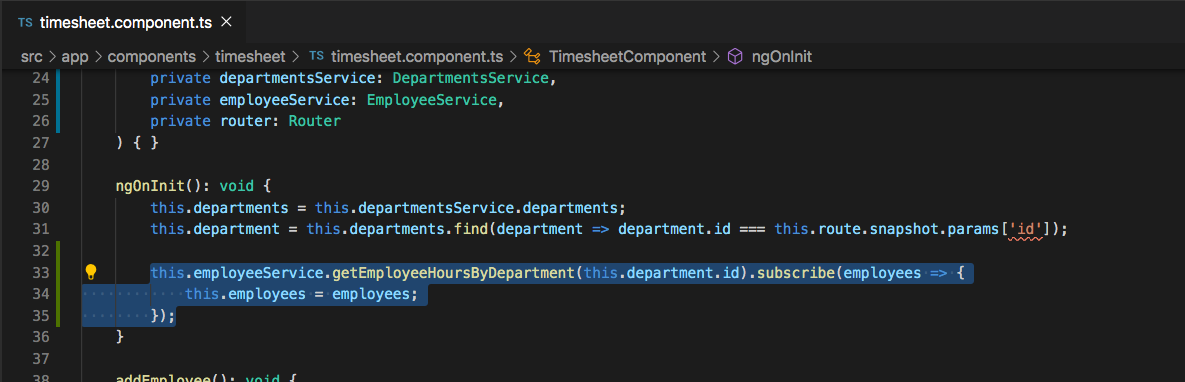 TS timesheet.component.ts ×
src > app > components > timesheet > TS timesheet.component.ts > TimesheetComponent > ngOnInit
24 private departmentsService: DepartmentsService,
25 private employeeService: EmployeeService,
26 private router: Router
27 ) { }
28
29 ngOnInit(): void {
30 this.departments = this.departmentsService.departments;
31 this.department = this.departments.find(department => department.id === this.route.snapshot.params['id']);
32
33 this.employeeService.getEmployeeHoursByDepartment(this.department.id).subscribe(employees => {
34 this.employees = employees;
35 });
36 }
37
38 addEmployee(): void {